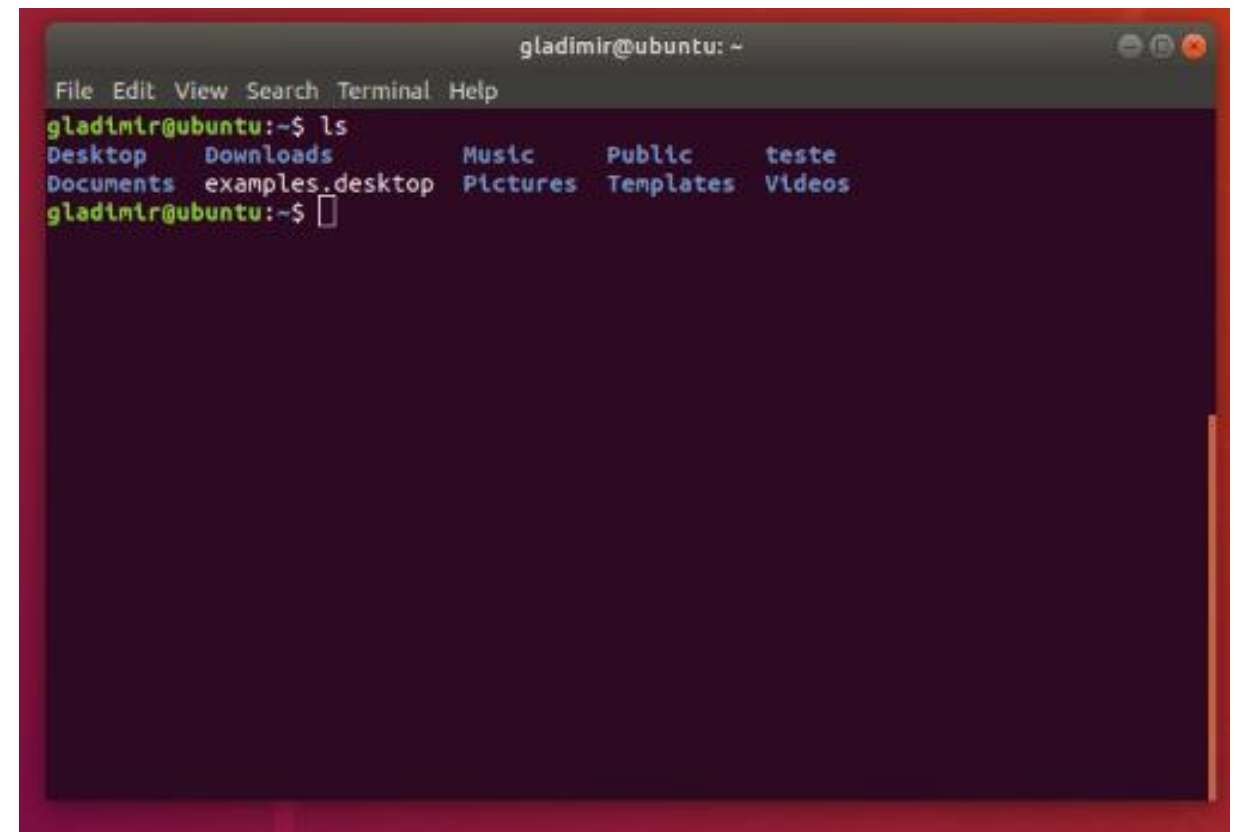 gladimir@ubuntu: ~
File Edit View Search Terminal Help
gladimir@ubuntu:~$ ls
Desktop Downloads Music Public teste
Documents examples.desktop Pictures Templates Videos
gladimir@ubuntu:~$